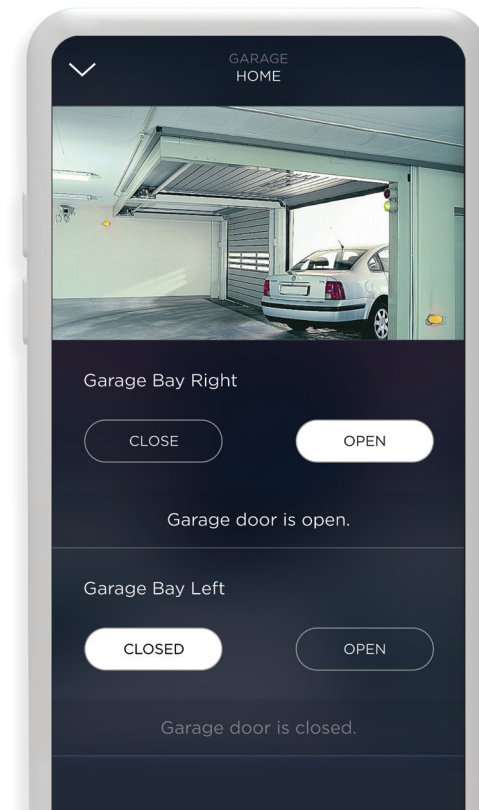 GARAGE
HOME
Garage Bay Right
CLOSE
OPEN
Garage door is open.
Garage Bay Left
CLOSED
OPEN
Garage door is closed.